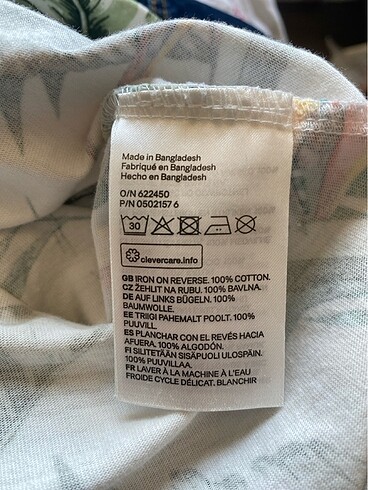 Made in Bangladesh
Fabriqué en Bangladesh
Hecho en Bangladesh
O/N 622450
P/N 0502157 6
30
clevercare.info
GB IRON ON REVERSE. 100% COTTON.
CZ ŽEHLIT NA RUBU. 100% BAVLNA.
DE AUF LINKS BÜGELN. 100%
BAUMWOLLE.
EE TRIIGI PAHEMALT POOLT. 100%
PUUVILL.
ES PLANCHAR CON EL REVÉS HACIA
AFUERA. 100% ALGODÓN.
FI SILITETÄÄN SISÄPUOLI ULOSPÄIN.
100% PUUVILLAA.
FR LAVER À LA MACHINE À L'EAU
FROIDE CYCLE DÉLICAT. BLANCHIR